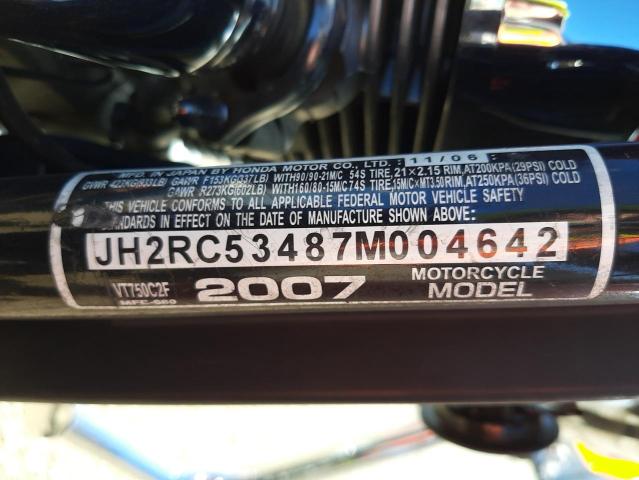 MFD. IN JAPAN BY HONDA MOTOR CO., LTD. 11/06
GVWR 422KG(931LB) GAWR F153KG(337LB) WITH90/90-21M/C 54S TIRE, 21×2.15 RIM, AT200KPA(29PSI) COLD
GAWR R273KG(602LB) WITH160/80-15M/C74S TIRE, 15M/C×MT3.50RIM, AT250KPA(36PSI) COLD
THIS VEHICLE CONFORMS TO ALL APPLICABLE FEDERAL MOTOR VEHICLE SAFETY
STANDARDS IN EFFECT ON THE DATE OF MANUFACTURE SHOWN ABOVE:
JH2RC53487M004642
VT750C2F 2007 MOTORCYCLE
MODEL